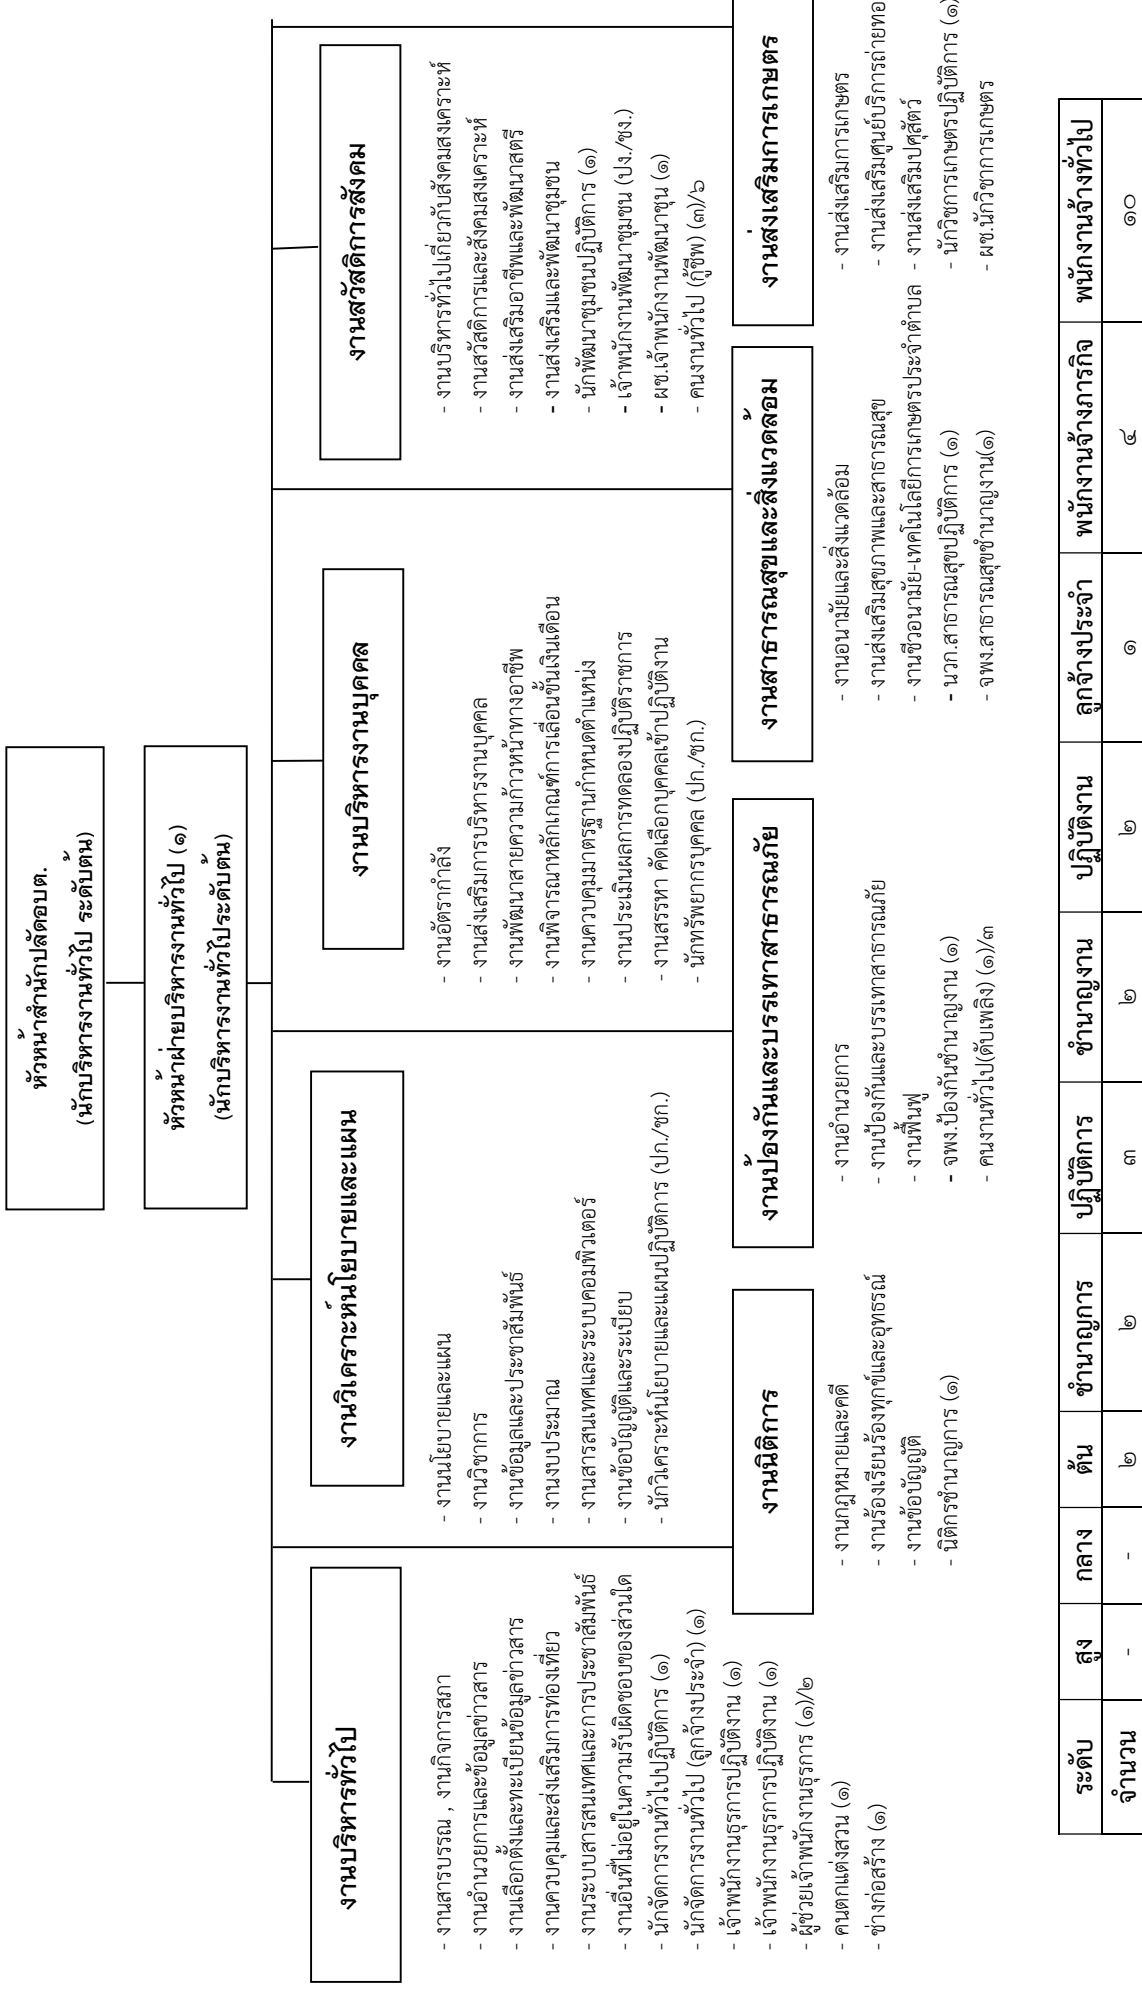 หัวหน้าสำนักปลัดอบต.
(นักบริหารงานทั่วไป ระดับต้น)
หัวหน้าฝ่ายบริหารงานทั่วไป (๑)
(นักบริหารงานทั่วไประดับต้น)
งานบริหารทั่วไป
- งานสารบรรณ , งานกิจการสภา
- งานอำนวยการและข้อมูลข่าวสาร
- งานเลือกตั้งและทะเบียนข้อมูลข่าวสาร
- งานควบคุมและส่งเสริมการท่องเที่ยว
- งานระบบสารสนเทศและการประชาสัมพันธ์
- งานอื่นที่ไม่อยู่ในความรับผิดชอบของส่วนใด
- นักจัดการงานทั่วไปปฏิบัติการ (๑)
- นักจัดการงานทั่วไป (ลูกจ้างประจำ) (๑)
- เจ้าพนักงานธุรการปฏิบัติงาน (๑)
- เจ้าพนักงานธุรการปฏิบัติงาน (๑)
- ผู้ช่วยเจ้าพนักงานธุรการ (๑)/๒
- คนตกแต่งสวน (๑)
- ช่างก่อสร้าง (๑)
งานวิเคราะห์นโยบายและแผน
- งานนโยบายและแผน
- งานวิชาการ
- งานข้อมูลและประชาสัมพันธ์
- งานงบประมาณ
- งานสารสนเทศและระบบคอมพิวเตอร์
- งานข้อบัญญัติและระเบียบ
- นักวิเคราะห์นโยบายและแผนปฏิบัติการ (ปก./ชก.)
งานบริหารงานบุคคล
- งานอัตรากำลัง
- งานส่งเสริมการบริหารงานบุคคล
- งานพัฒนาสายความก้าวหน้าทางอาชีพ
- งานพิจารณาหลักเกณฑ์การเลื่อนขั้นเงินเดือน
- งานควบคุมมาตรฐานกำหนดตำแหน่ง
- งานประเมินผลการทดลองปฏิบัติราชการ
- งานสรรหา คัดเลือกบุคคลเข้าปฏิบัติงาน
- นักทรัพยากรบุคคล (ปก./ชก.)
งานสวัสดิการสังคม
- งานบริหารทั่วไปเกี่ยวกับสังคมสงเคราะห์
- งานสวัสดิการและสังคมสงเคราะห์
- งานส่งเสริมอาชีพและพัฒนาสตรี
- งานส่งเสริมและพัฒนาชุมชน
- นักพัฒนาชุมชนปฏิบัติการ (๑)
- เจ้าพนักงานพัฒนาชุมชน (ปง./ชง.)
- ผช.เจ้าพนักงานพัฒนาชุน (๑)
- คนงานทั่วไป (กู้ชีพ) (๓)/๖
งานนิติการ
- งานกฎหมายและคดี
- งานร้องเรียนร้องทุกข์และอุทธรณ์
- งานข้อบัญญัติ
- นิติกรชำนาญการ (๑)
งานป้องกันและบรรเทาสาธารณภัย
- งานอำนวยการ
- งานป้องกันและบรรเทาสาธารณภัย
- งานฟื้นฟู
- จพง.ป้องกันชำนาญงาน (๑)
- คนงานทั่วไป(ดับเพลิง) (๑)/๓
งานสาธารณสุขและสิ่งแวดล้อม
- งานอนามัยและสิ่งแวดล้อม
- งานส่งเสริมสุขภาพและสาธารณสุข
- งานชีวอนามัย-เทคโนโลยีการเกษตรประจำตำบล
- นวก.สาธารณสุขปฏิบัติการ (๑)
- จพง.สาธารณสุขชำนาญงาน(๑)
งานส่งเสริมการเกษตร
- งานส่งเสริมการเกษตร
- งานส่งเสริมศูนย์บริการถ่ายทอ
- งานส่งเสริมปศุสัตว์
- นักวิชการเกษตรปฏิบัติการ (๑)
- ผช.นักวิชาการเกษตร
ระดับ สูง กลาง ต้น ชำนาญการ ปฏิบัติการ ชำนาญงาน ปฏิบัติงาน ลูกจ้างประจำ พนักงานจ้างภารกิจ พนักงานจ้างทั่วไป
จำนวน - - ๒ ๒ ๓ ๒ ๒ ๑ ๔ ๑๐